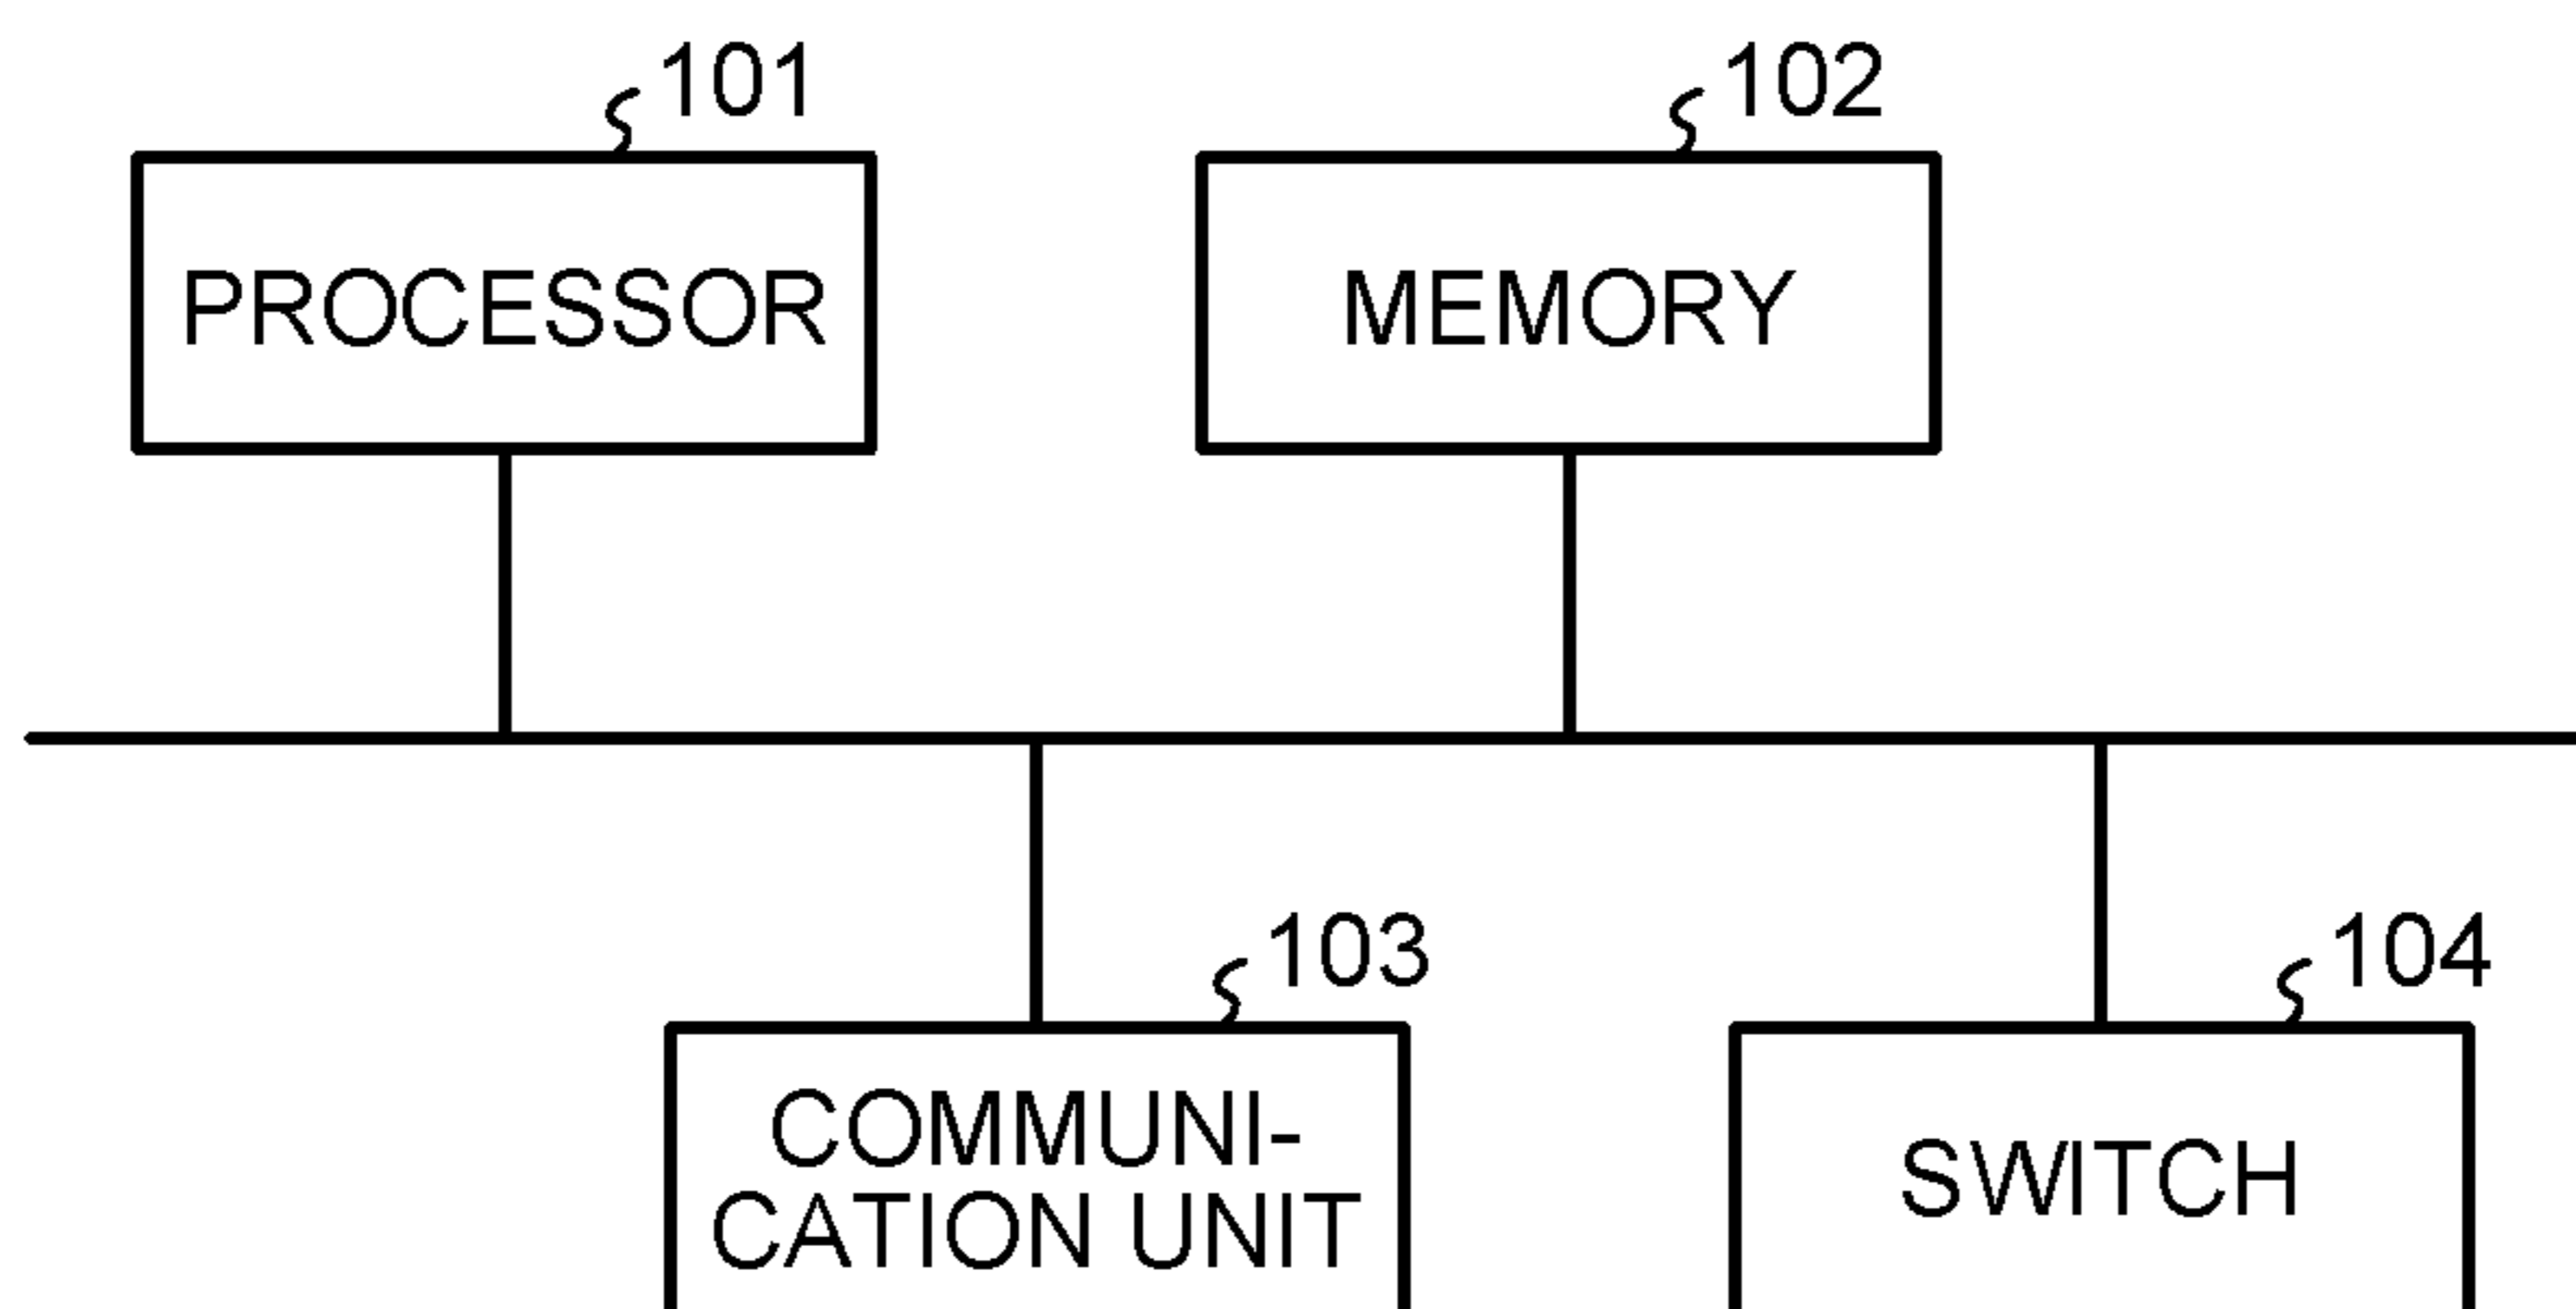 101
102
PROCESSOR
MEMORY
103
104
COMMUNI-
CATION UNIT
SWITCH